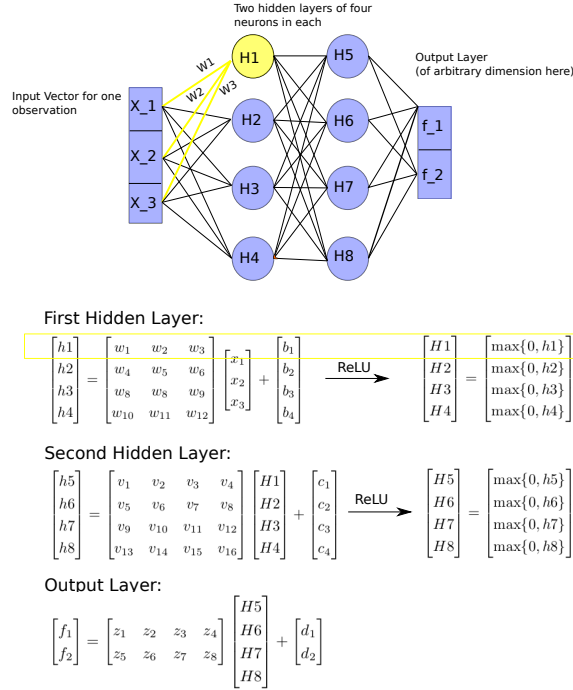 Two hidden layers of four
neurons in each
Output Layer
(of arbitrary dimension here)
Input Vector for one
observation
W1
W2
W3
X_1
X_2
X_3
H1
H2
H3
H4
H5
H6
H7
H8
f_1
f_2
First Hidden Layer:
[h1] = [w₁ w₂ w₃] [x₁] + [b₁] ReLU [H1] = [max{0, h1}]
[h2] [w₄ w₅ w₆] [x₂] [b₂] [H2] [max{0, h2}]
[h3] [w₈ w₈ w₉] [x₃] [b₃] [H3] [max{0, h3}]
[h4] [w₁₀ w₁₁ w₁₂] [b₄] [H4] [max{0, h4}]
Second Hidden Layer:
[h5] = [v₁ v₂ v₃ v₄] [H1] + [c₁] ReLU [H5] = [max{0, h5}]
[h6] [v₅ v₆ v₇ v₈] [H2] [c₂] [H6] [max{0, h6}]
[h7] [v₉ v₁₀ v₁₁ v₁₂] [H3] [c₃] [H7] [max{0, h7}]
[h8] [v₁₃ v₁₄ v₁₅ v₁₆] [H4] [c₄] [H8] [max{0, h8}]
Output Layer:
[f₁] = [z₁ z₂ z₃ z₄] [H5] + [d₁]
[f₂] [z₅ z₆ z₇ z₈] [H6] [d₂]
[H7]
[H8]